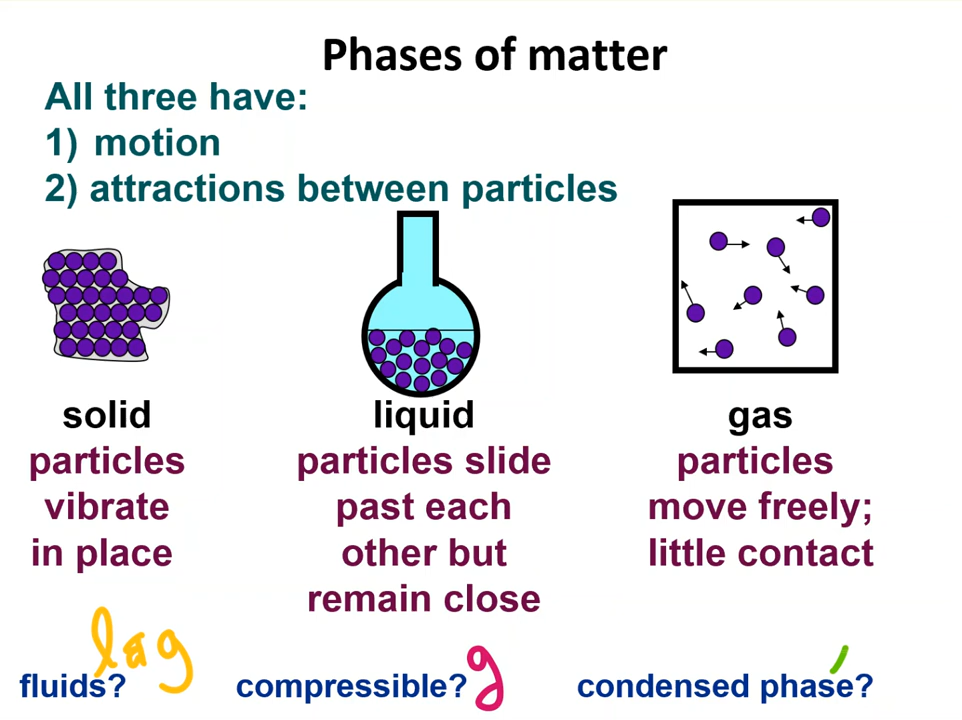 Phases of matter
All three have:
1) motion
2) attractions between particles
solid
particles
vibrate
in place
liquid
particles slide
past each
other but
remain close
gas
particles
move freely;
little contact
fluids? l g
compressible? g
condensed phase?